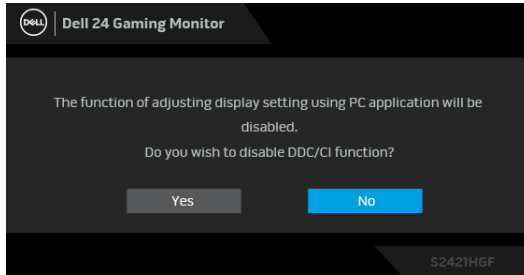 DELL
Dell 24 Gaming Monitor
The function of adjusting display setting using PC application will be
disabled.
Do you wish to disable DDC/CI function?
Yes
No
S2421HGF